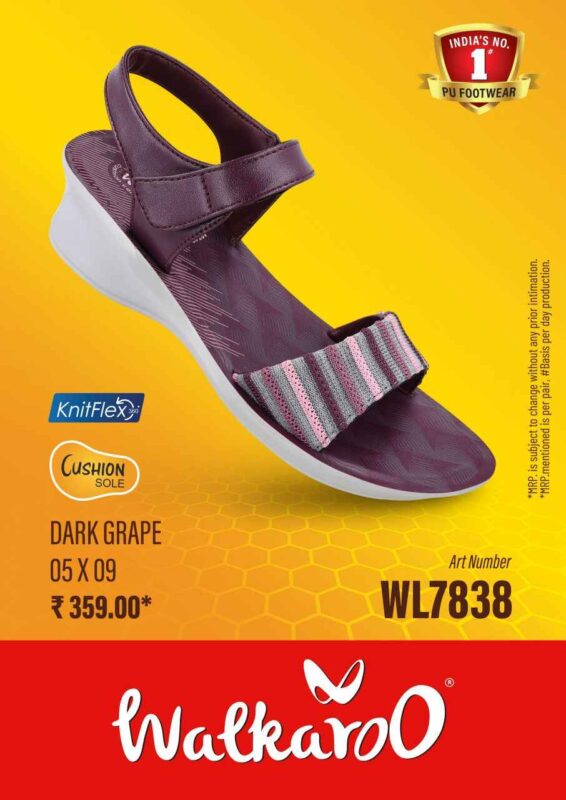 INDIA'S NO.
1#
PU FOOTWEAR
*MRP. is subject to change without any prior intimation.
*MRP.mentioned is per pair, #Basis per day production.
KnitFlex 360°
CUSHION
SOLE
DARK GRAPE
05 X 09
₹ 359.00*
Art Number
WL7838
Walkaroo®